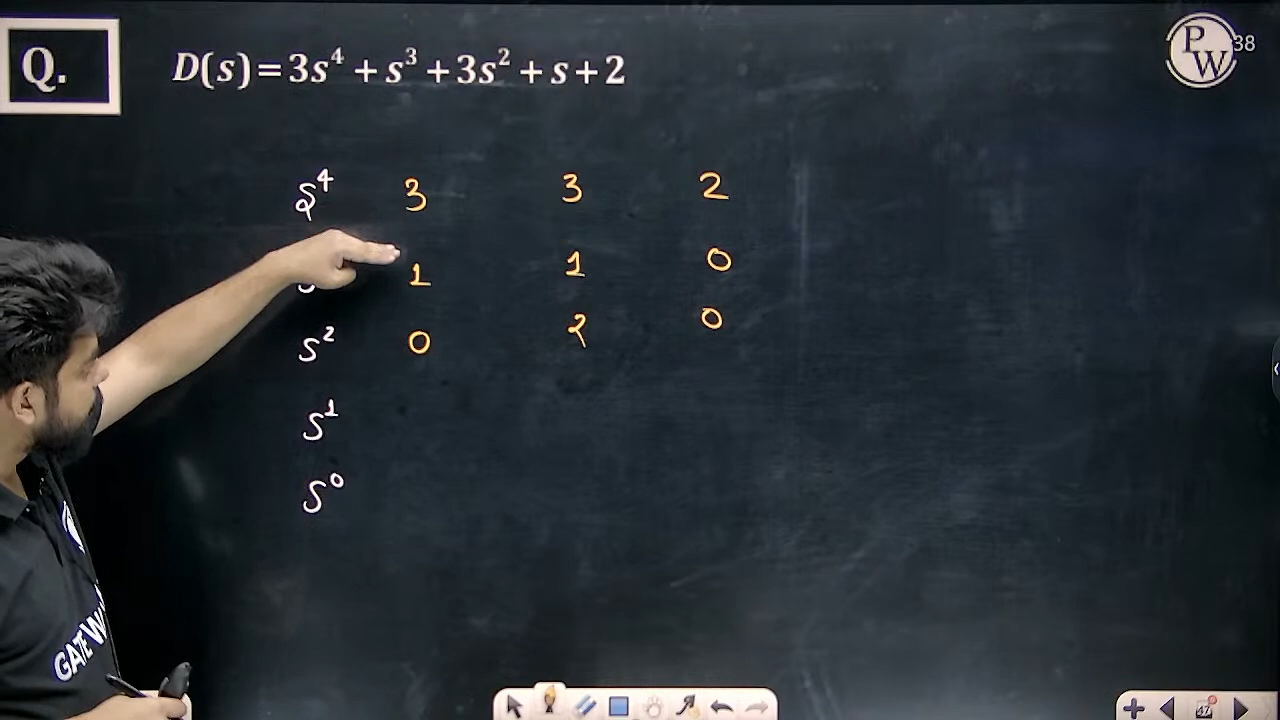 Q.
D(s) = 3s⁴ + s³ + 3s² + s + 2
PW
38
s⁴ 3 3 2
1 1 0
s² 0 2 0
s¹
s⁰
GATE W